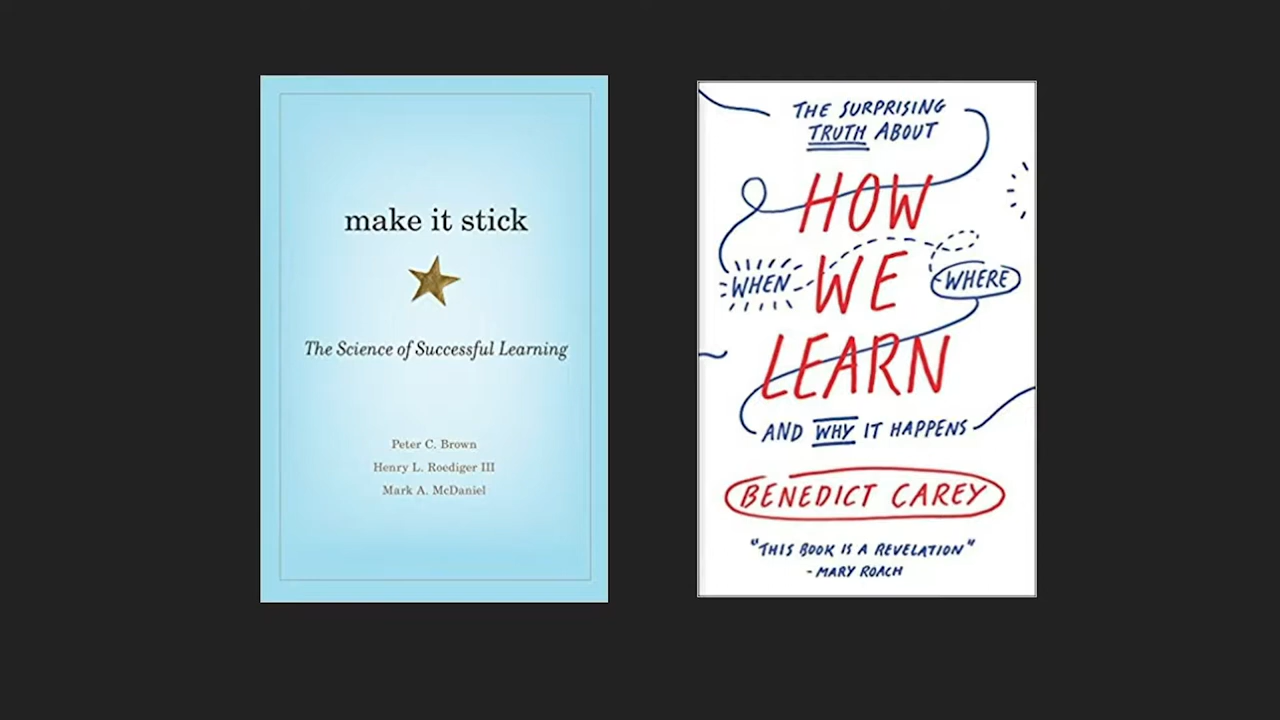 make it stick
The Science of Successful Learning
Peter C. Brown
Henry L. Roediger III
Mark A. McDaniel
THE SURPRISING
TRUTH ABOUT
HOW
WHEN WE WHERE
LEARN
AND WHY IT HAPPENS
BENEDICT CAREY
"THIS BOOK IS A REVELATION"
- MARY ROACH